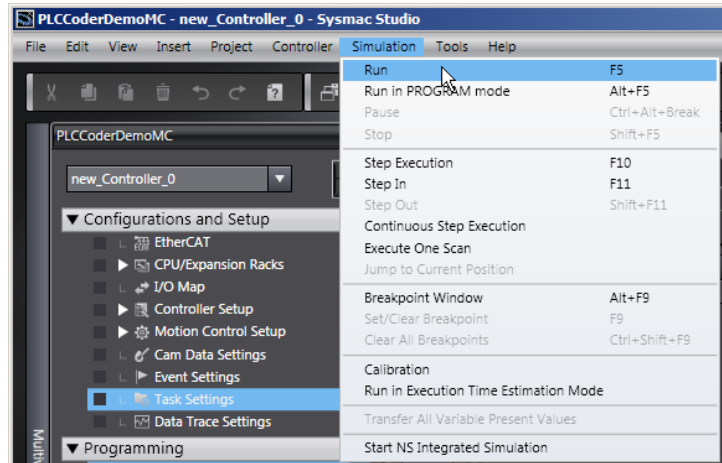 PLCCoderDemoMC - new_Controller_0 - Sysmac Studio
File Edit View Insert Project Controller Simulation Tools Help
PLCCoderDemoMC
new_Controller_0
▼ Configurations and Setup
EtherCAT
▶ CPU/Expansion Racks
I/O Map
▶ Controller Setup
▶ Motion Control Setup
Cam Data Settings
▶ Event Settings
Task Settings
Data Trace Settings
▼ Programming
Run F5
Run in PROGRAM mode Alt+F5
Pause Ctrl+Alt+Break
Stop Shift+F5
Step Execution F10
Step In F11
Step Out Shift+F11
Continuous Step Execution
Execute One Scan
Jump to Current Position
Breakpoint Window Alt+F9
Set/Clear Breakpoint F9
Clear All Breakpoints Ctrl+Shift+F9
Calibration
Run in Execution Time Estimation Mode
Transfer All Variable Present Values
Start NS Integrated Simulation